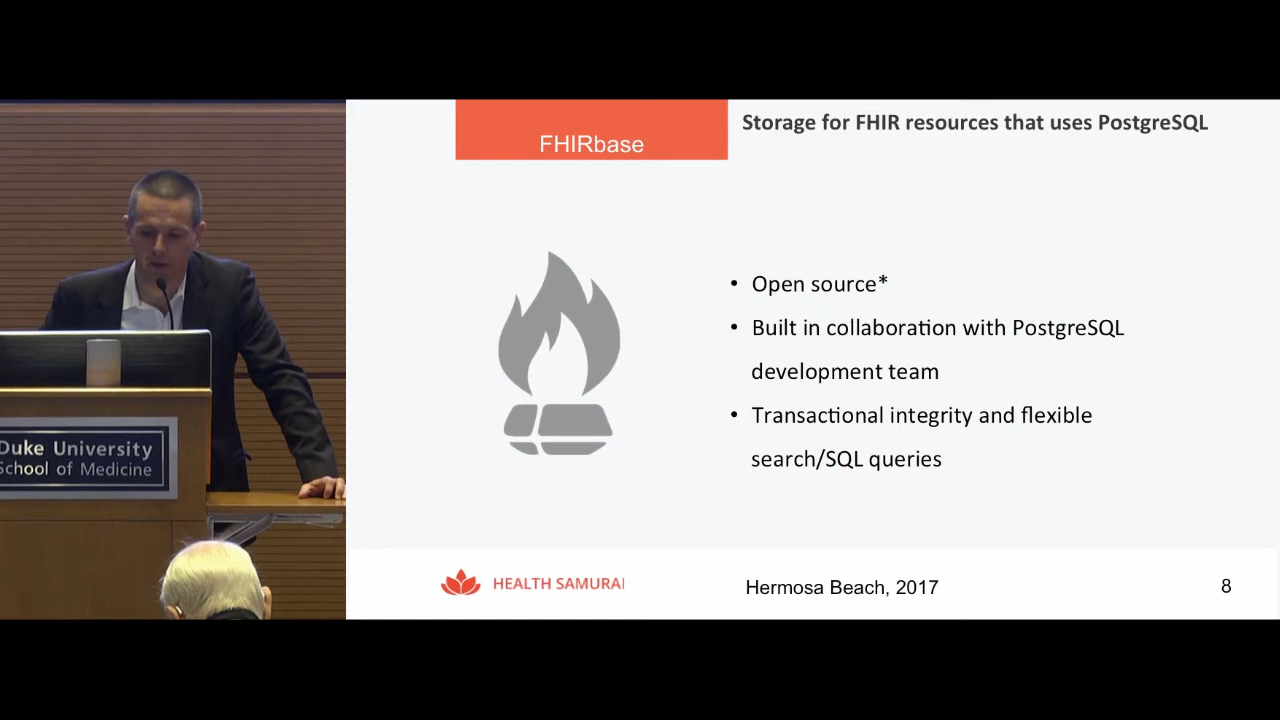 FHIRbase
Storage for FHIR resources that uses PostgreSQL
• Open source*
• Built in collaboration with PostgreSQL
development team
• Transactional integrity and flexible
search/SQL queries
Duke University
School of Medicine
HEALTH SAMURAI
Hermosa Beach, 2017
8